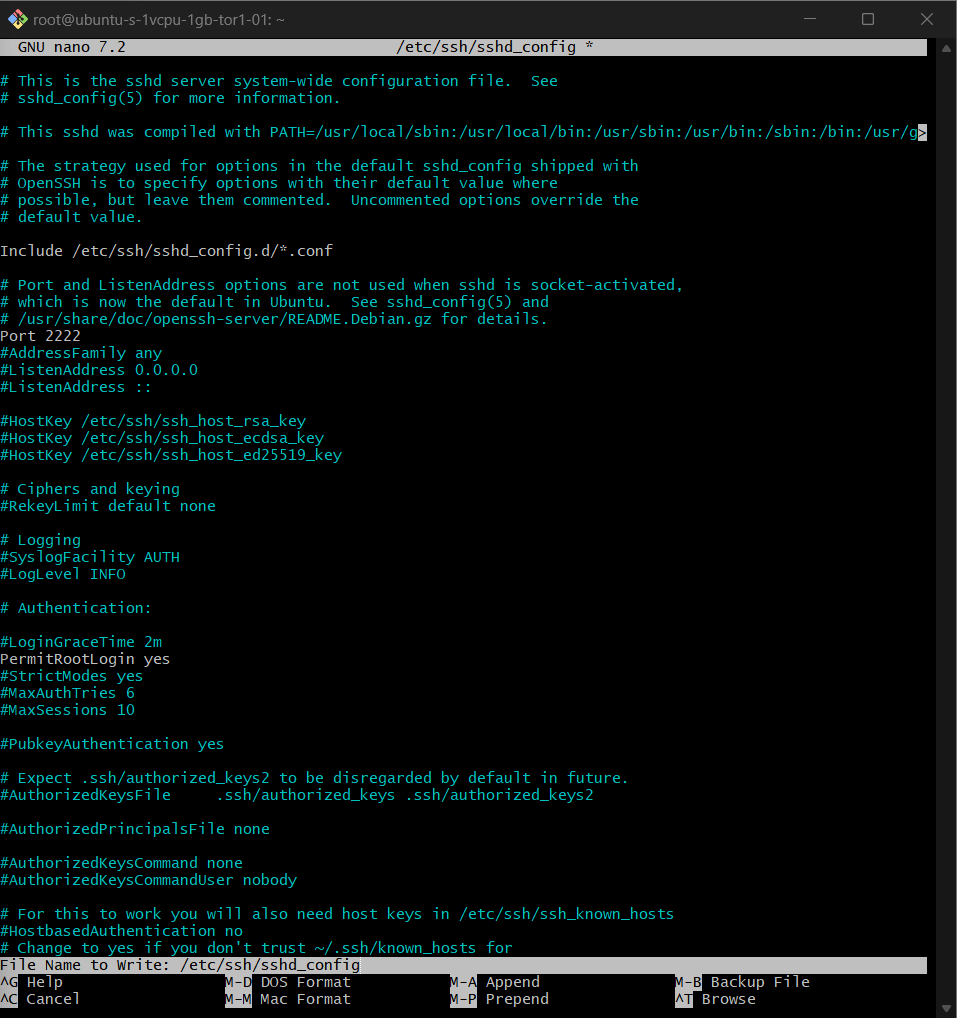 root@ubuntu-s-1vcpu-1gb-tor1-01: ~
GNU nano 7.2 /etc/ssh/sshd_config *
# This is the sshd server system-wide configuration file.  See
# sshd_config(5) for more information.
# This sshd was compiled with PATH=/usr/local/sbin:/usr/local/bin:/usr/sbin:/usr/bin:/sbin:/bin:/usr/g>
# The strategy used for options in the default sshd_config shipped with
# OpenSSH is to specify options with their default value where
# possible, but leave them commented.  Uncommented options override the
# default value.
Include /etc/ssh/sshd_config.d/*.conf
# Port and ListenAddress options are not used when sshd is socket-activated,
# which is now the default in Ubuntu.  See sshd_config(5) and
# /usr/share/doc/openssh-server/README.Debian.gz for details.
Port 2222
#AddressFamily any
#ListenAddress 0.0.0.0
#ListenAddress ::
#HostKey /etc/ssh/ssh_host_rsa_key
#HostKey /etc/ssh/ssh_host_ecdsa_key
#HostKey /etc/ssh/ssh_host_ed25519_key
# Ciphers and keying
#RekeyLimit default none
# Logging
#SyslogFacility AUTH
#LogLevel INFO
# Authentication:
#LoginGraceTime 2m
PermitRootLogin yes
#StrictModes yes
#MaxAuthTries 6
#MaxSessions 10
#PubkeyAuthentication yes
# Expect .ssh/authorized_keys2 to be disregarded by default in future.
#AuthorizedKeysFile     .ssh/authorized_keys .ssh/authorized_keys2
#AuthorizedPrincipalsFile none
#AuthorizedKeysCommand none
#AuthorizedKeysCommandUser nobody
# For this to work you will also need host keys in /etc/ssh/ssh_known_hosts
#HostbasedAuthentication no
# Change to yes if you don't trust ~/.ssh/known_hosts for
File Name to Write: /etc/ssh/sshd_config
^G Help M-D DOS Format M-A Append M-B Backup File
^C Cancel M-M Mac Format M-P Prepend ^T Browse